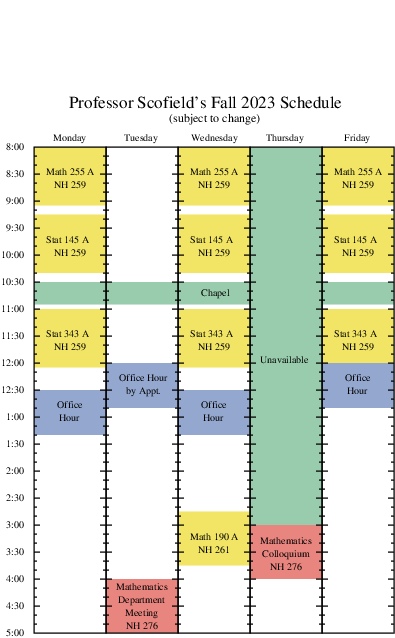 Professor Scofield's Fall 2023 Schedule
(subject to change)
Monday Tuesday Wednesday Thursday Friday
8:00
Math 255 A Math 255 A Math 255 A
8:30
NH 259 NH 259 NH 259
9:00
9:30
Stat 145 A Stat 145 A Stat 145 A
NH 259 NH 259 NH 259
10:00
10:30
Chapel
11:00
11:30
Stat 343 A Stat 343 A Stat 343 A
NH 259 NH 259 NH 259
Unavailable
12:00
Office Hour
by Appt.
Office
Hour
12:30
Office
Hour
Office
Hour
1:00
1:30
2:00
2:30
3:00
Math 190 A
NH 261
Mathematics
Colloquium
NH 276
3:30
4:00
Mathematics
Department
Meeting
NH 276
4:30
5:00